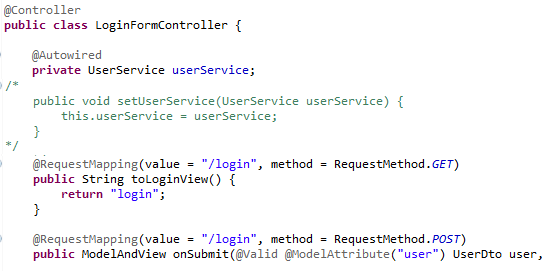 @Controller
public class LoginFormController {
@Autowired
private UserService userService;
/*
public void setUserService(UserService userService) {
this.userService = userService;
}
*/
@RequestMapping(value = "/login", method = RequestMethod.GET)
public String toLoginView() {
return "login";
}
@RequestMapping(value = "/login", method = RequestMethod.POST)
public ModelAndView onSubmit(@Valid @ModelAttribute("user") UserDto user,